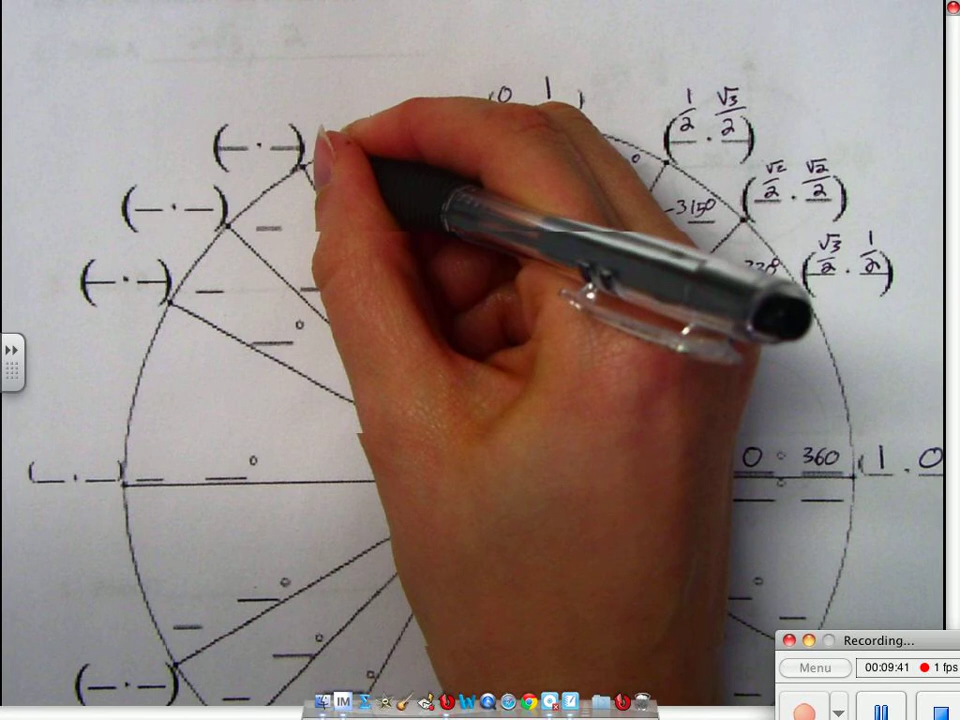 0 1
(1/2 . √3/2)
(√2/2 . √2/2)
-315°
(√3/2 . 1/2)
0 ° 360 (1 . 0
Recording...
Menu 00:09:41 1 fps